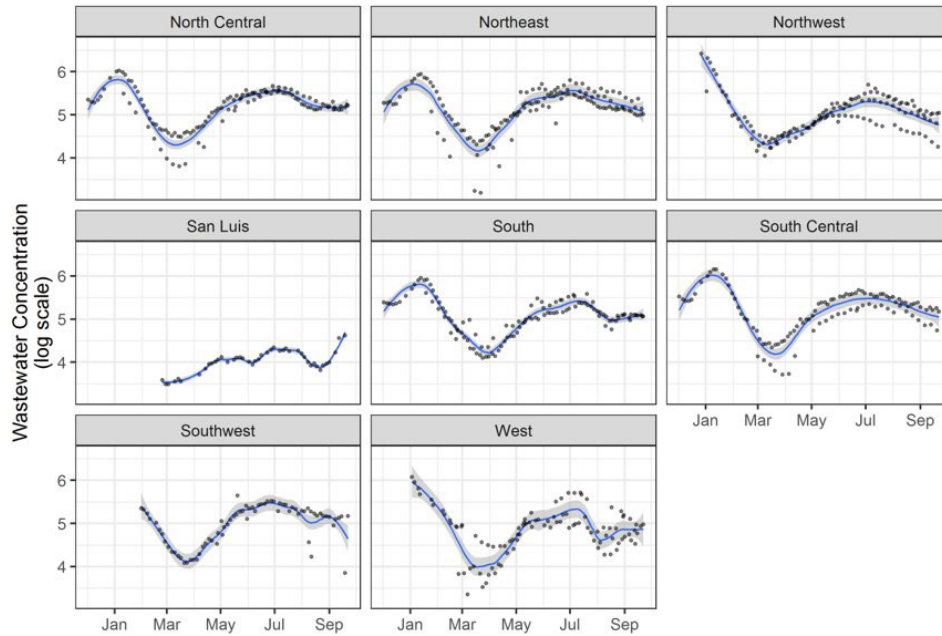 North Central
Northeast
Northwest
6
5
4
San Luis
South
South Central
6
5
4
Jan Mar May Jul Sep
Southwest
West
6
5
4
Jan Mar May Jul Sep
Jan Mar May Jul Sep
Wastewater Concentration
(log scale)